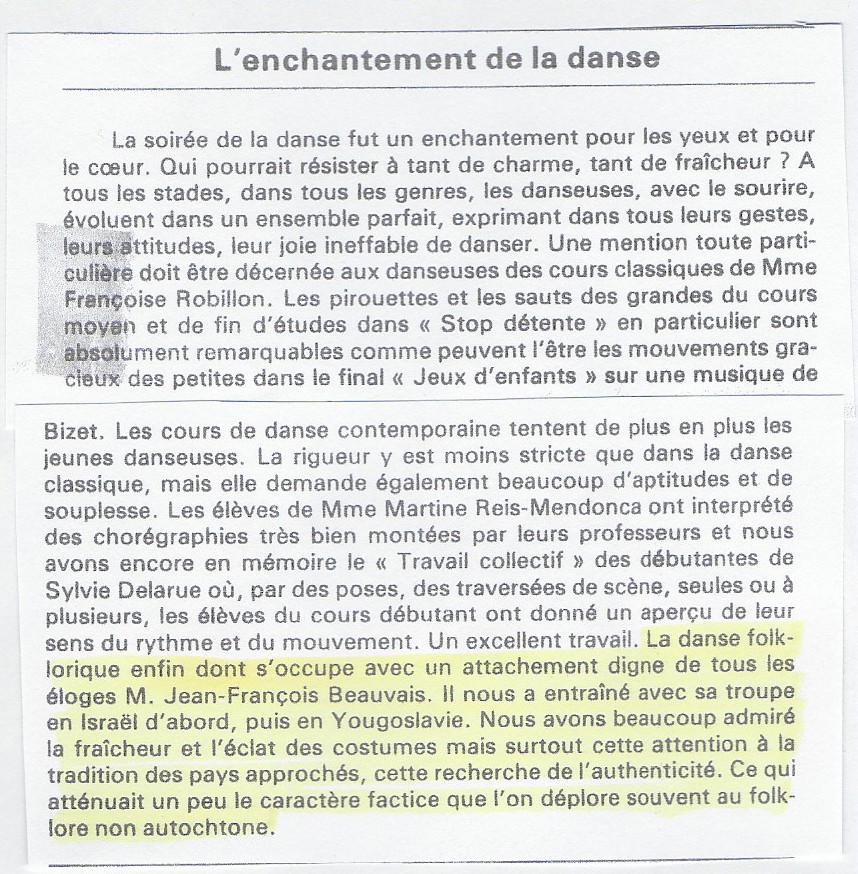 L'enchantement de la danse
La soirée de la danse fut un enchantement pour les yeux et pour
le cœur. Qui pourrait résister à tant de charme, tant de fraîcheur ? A
tous les stades, dans tous les genres, les danseuses, avec le sourire,
évoluent dans un ensemble parfait, exprimant dans tous leurs gestes,
leurs attitudes, leur joie ineffable de danser. Une mention toute parti-
culière doit être décernée aux danseuses des cours classiques de Mme
Françoise Robillon. Les pirouettes et les sauts des grandes du cours
moyen et de fin d'études dans « Stop détente » en particulier sont
absolument remarquables comme peuvent l'être les mouvements gra-
cieux des petites dans le final « Jeux d'enfants » sur une musique de
Bizet. Les cours de danse contemporaine tentent de plus en plus les
jeunes danseuses. La rigueur y est moins stricte que dans la danse
classique, mais elle demande également beaucoup d'aptitudes et de
souplesse. Les élèves de Mme Martine Reis-Mendonca ont interprété
des chorégraphies très bien montées par leurs professeurs et nous
avons encore en mémoire le « Travail collectif » des débutantes de
Sylvie Delarue où, par des poses, des traversées de scène, seules ou à
plusieurs, les élèves du cours débutant ont donné un aperçu de leur
sens du rythme et du mouvement. Un excellent travail. La danse folk-
lorique enfin dont s'occupe avec un attachement digne de tous les
éloges M. Jean-François Beauvais. Il nous a entraîné avec sa troupe
en Israël d'abord, puis en Yougoslavie. Nous avons beaucoup admiré
la fraîcheur et l'éclat des costumes mais surtout cette attention à la
tradition des pays approchés, cette recherche de l'authenticité. Ce qui
atténuait un peu le caractère factice que l'on déplore souvent au folk-
lore non autochtone.